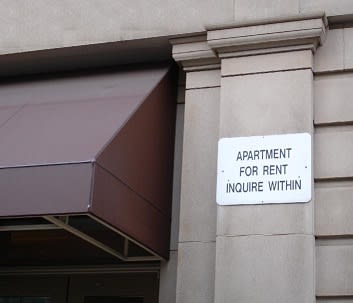 APARTMENT
FOR RENT
INQUIRE WITHIN